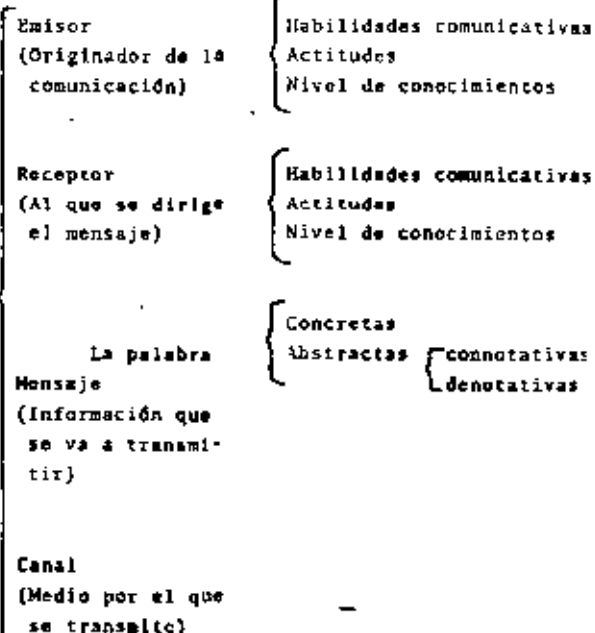 Emisor
(Originador de la
comunicación)
Habilidades comunicativas
Actitudes
Nivel de conocimientos
Receptor
(Al que se dirige
el mensaje)
Habilidades comunicativas
Actitudes
Nivel de conocimientos
La palabra
Concretas
Abstractas
connotativas
denotativas
Mensaje
(Información que
se va a transmi-
tir)
Canal
(Medio por el que
se transmite)